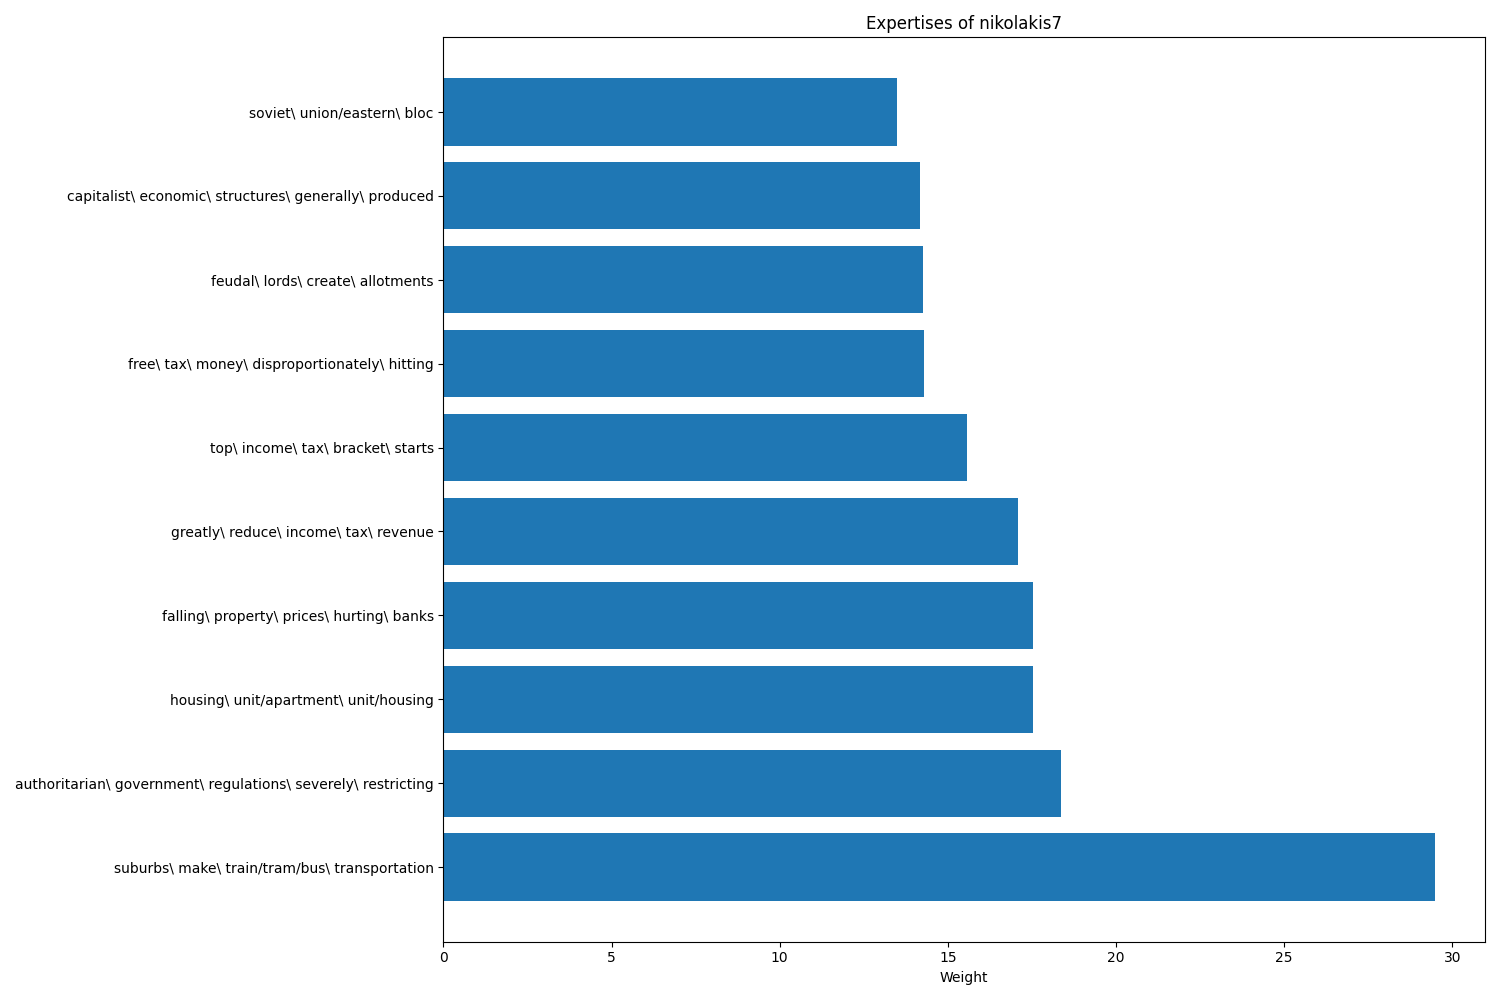 Expertises of nikolakis7
soviet\ union/eastern\ bloc
capitalist\ economic\ structures\ generally\ produced
feudal\ lords\ create\ allotments
free\ tax\ money\ disproportionately\ hitting
top\ income\ tax\ bracket\ starts
greatly\ reduce\ income\ tax\ revenue
falling\ property\ prices\ hurting\ banks
housing\ unit/apartment\ unit/housing
authoritarian\ government\ regulations\ severely\ restricting
suburbs\ make\ train/tram/bus\ transportation
0 5 10 15 20 25 30
Weight